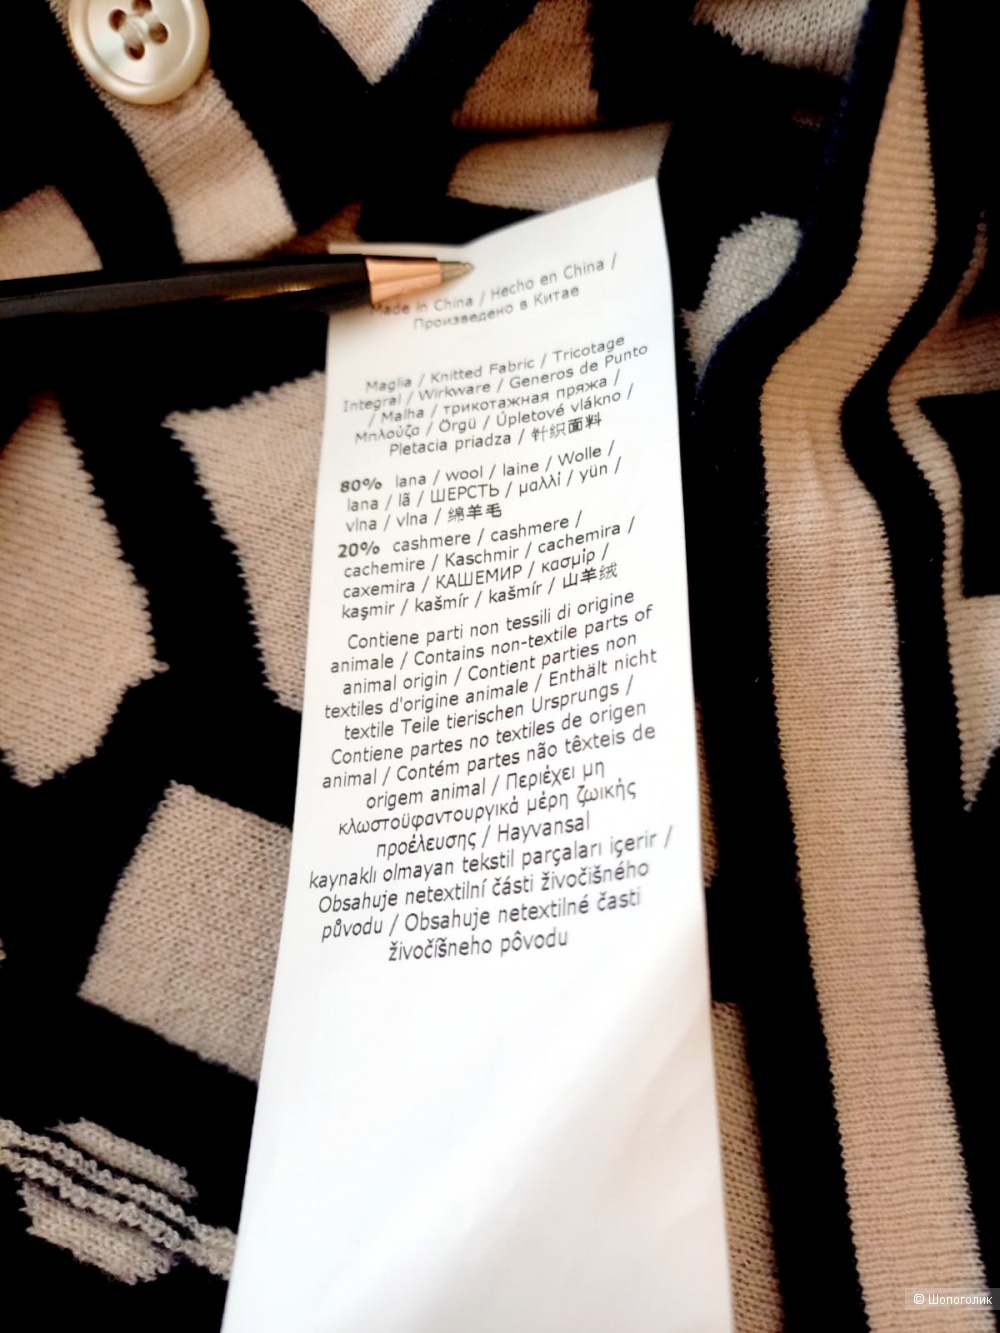 Made in China / Hecho en China /
Произведено в Китае
Maglia / Knitted Fabric / Tricotage
Integral / Wirkware / Generos de Punto
/ Malha / трикотажная пряжа /
Μπλούζα / Örgü / Úpletové vlákno /
Pletacia priadza / 针织面料
80% lana / wool / laine / Wolle /
lana / lã / ШЕРСТЬ / μαλλί / yün /
vlna / vlna / 绵羊毛
20% cashmere / cashmere /
cachemire / Kaschmir / cachemira /
caxemira / КАШЕМИР / κασμίρ /
kaşmir / kašmír / kašmír / 山羊绒
Contiene parti non tessili di origine
animale / Contains non-textile parts of
animal origin / Contient parties non
textiles d'origine animale / Enthält nicht
textile Teile tierischen Ursprungs /
Contiene partes no textiles de origen
animal / Contém partes não têxteis de
origem animal / Περιέχει μη
κλωστοϋφαντουργικά μέρη ζωικής
προέλευσης / Hayvansal
kaynaklı olmayan tekstil parçaları içerir /
Obsahuje netextilní části živočišného
původu / Obsahuje netextilné časti
živočíšneho pôvodu
© Шопоголик